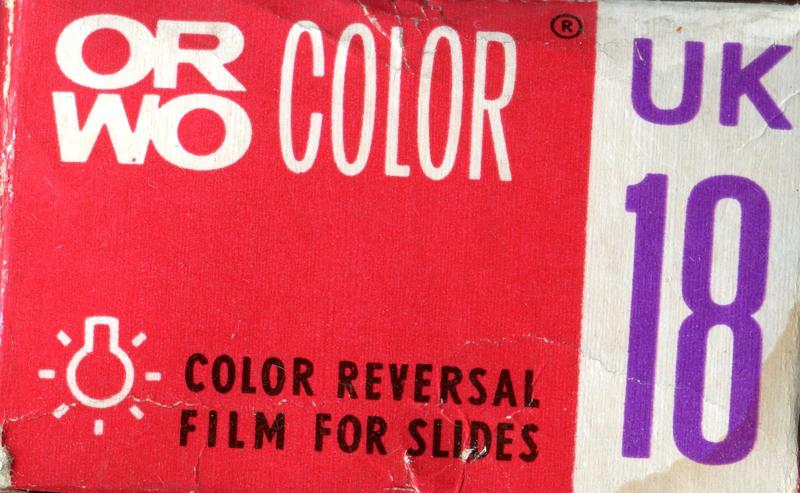 OR
WO COLOR ®
UK
18
COLOR REVERSAL
FILM FOR SLIDES